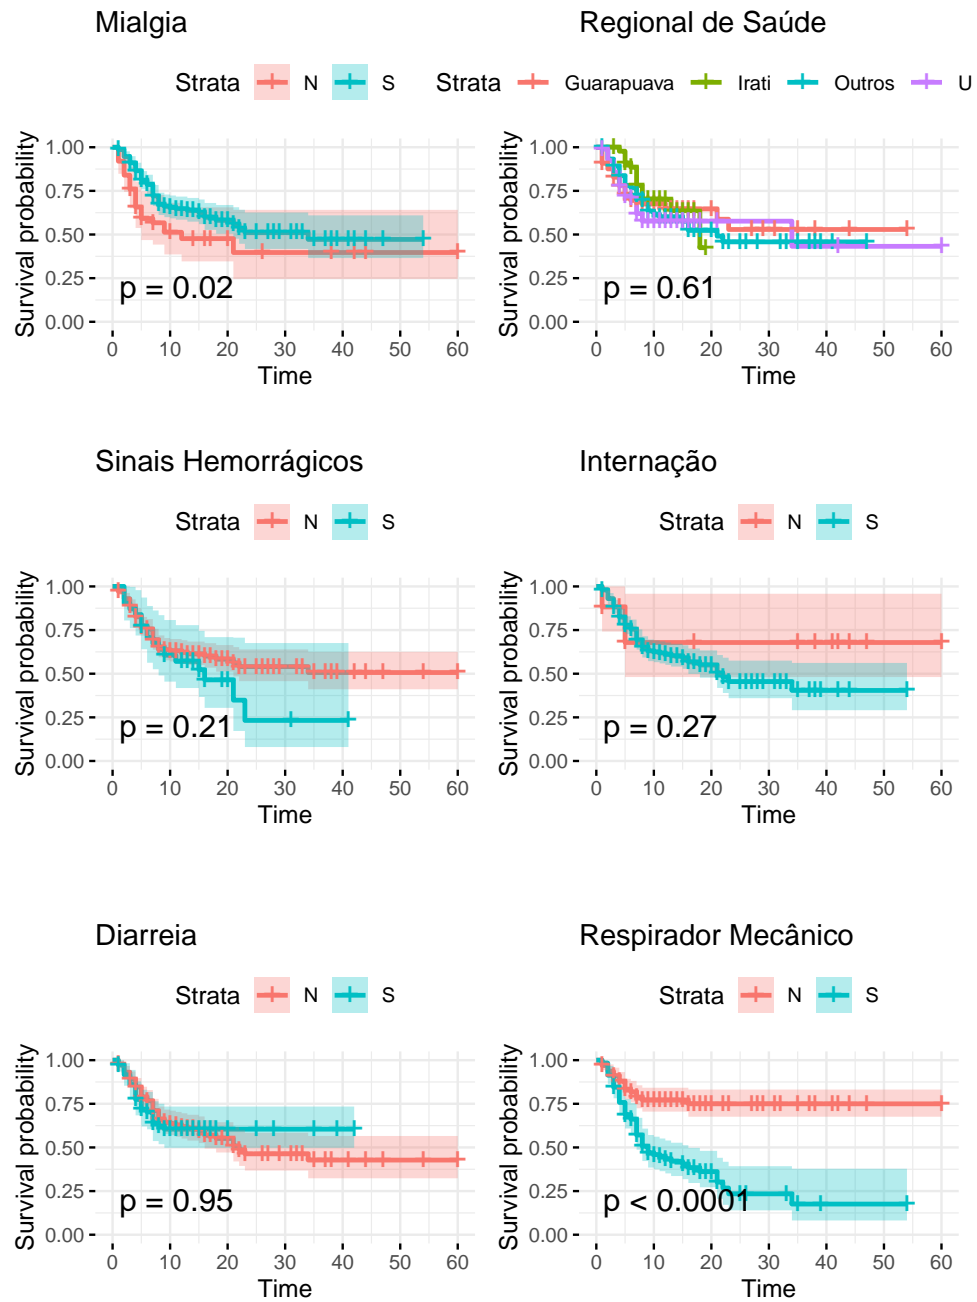 Mialgia
Strata N S
Survival probability
1.00
0.75
0.50
0.25
0.00
p = 0.02
0 10 20 30 40 50 60
Time
Regional de Saúde
Strata Guarapuava Irati Outros U
Survival probability
1.00
0.75
0.50
0.25
0.00
p = 0.61
0 10 20 30 40 50 60
Time
Sinais Hemorrágicos
Strata N S
Survival probability
1.00
0.75
0.50
0.25
0.00
p = 0.21
0 10 20 30 40 50 60
Time
Internação
Strata N S
Survival probability
1.00
0.75
0.50
0.25
0.00
p = 0.27
0 10 20 30 40 50 60
Time
Diarreia
Strata N S
Survival probability
1.00
0.75
0.50
0.25
0.00
p = 0.95
0 10 20 30 40 50 60
Time
Respirador Mecânico
Strata N S
Survival probability
1.00
0.75
0.50
0.25
0.00
p < 0.0001
0 10 20 30 40 50 60
Time